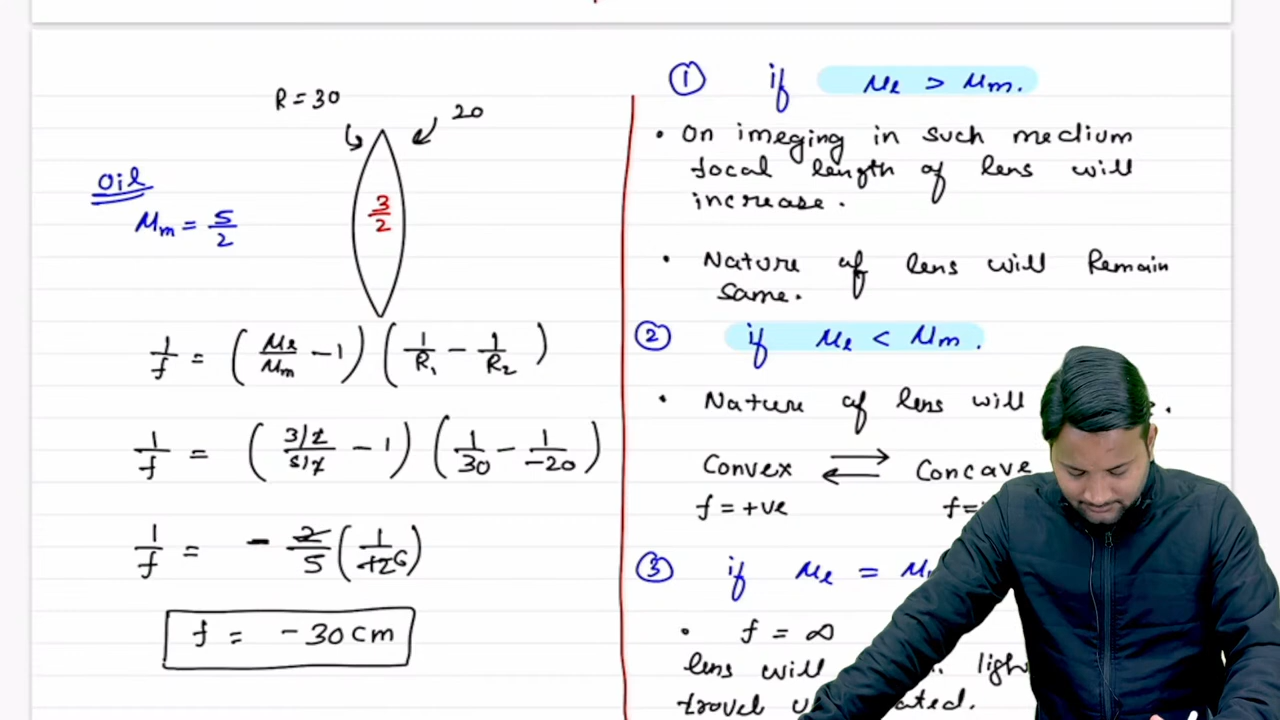 R = 30
20
Oil
μm = 5/2
3/2
1/f = (μℓ/μm − 1) (1/R₁ − 1/R₂)
1/f = (3/2/5/2 − 1) (1/30 − 1/−20)
1/f = − 2/5 (1/12 6)
f = − 30 cm
① if μℓ > μm.
• On imeging in such medium
focal length of lens will
increase.
• Nature of lens will Remain
same.
② if μℓ < μm.
• Nature of lens will
Convex ⇌ Concave
f = +ve f=
③ if μℓ = μ
• f = ∞
lens will light
travel